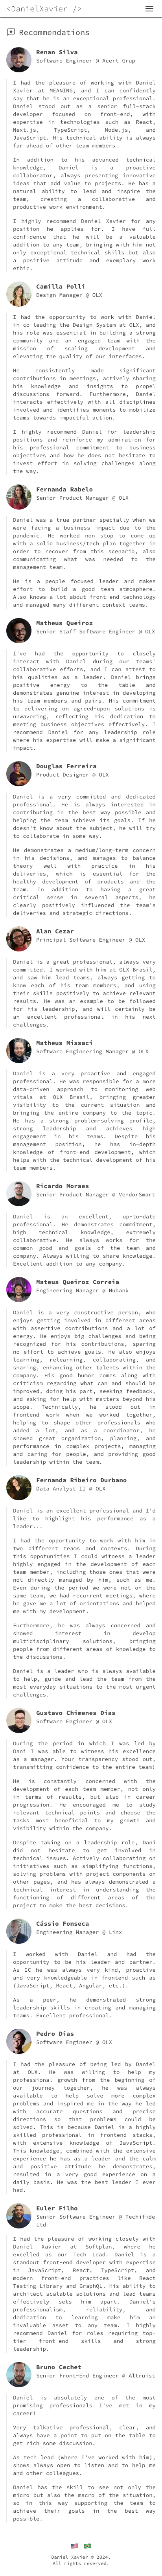 <DanielXavier />
Recommendations
Renan Silva
Software Engineer @ Acert Grup
I had the pleasure of working with Daniel
Xavier at MEANING, and I can confidently
say that he is an exceptional professional.
Daniel stood out as a senior full-stack
developer focused on front-end, with
expertise in technologies such as React,
Next.js, TypeScript, Node.js, and
JavaScript. His technical ability is always
far ahead of other team members.
In addition to his advanced technical
knowledge, Daniel is a proactive
collaborator, always presenting innovative
ideas that add value to projects. He has a
natural ability to lead and inspire the
team, creating a collaborative and
productive work environment.
I highly recommend Daniel Xavier for any
position he applies for. I have full
confidence that he will be a valuable
addition to any team, bringing with him not
only exceptional technical skills but also
a positive attitude and exemplary work
ethic.
Camilla Polli
Design Manager @ OLX
I had the opportunity to work with Daniel
in co-leading the Design System at OLX, and
his role was essential in building a strong
community and an engaged team with the
mission of scaling development and
elevating the quality of our interfaces.
He consistently made significant
contributions in meetings, actively sharing
his knowledge and insights to propel
discussions forward. Furthermore, Daniel
interacts effectively with all disciplines
involved and identifies moments to mobilize
teams towards impactful action.
I highly recommend Daniel for leadership
positions and reinforce my admiration for
his professional commitment to business
objectives and how he does not hesitate to
invest effort in solving challenges along
the way.
Fernanda Rabelo
Senior Product Manager @ OLX
Daniel was a true partner specially when we
were facing a business impact due to the
pandemic. He worked non stop to come up
with a solid business/tech plan together in
order to recover from this scenario, also
communicating what was needed to the
management team.
He is a people focused leader and makes
effort to build a good team atmosphere.
Also knows a lot about front-end technology
and managed many different context teams.
Matheus Queiroz
Senior Staff Software Engineer @ OLX
I've had the opportunity to closely
interact with Daniel during our teams'
collaborative efforts, and I can attest to
his qualities as a leader. Daniel brings
positive energy to the table and
demonstrates genuine interest in developing
his team members and pairs. His commitment
to delivering on agreed-upon solutions is
unwavering, reflecting his dedication to
meeting business objectives effectively. I
recommend Daniel for any leadership role
where his expertise will make a significant
impact.
Douglas Ferreira
Product Designer @ OLX
Daniel is a very committed and dedicated
professional. He is always interested in
contributing in the best way possible and
helping the team achieve its goals. If he
doesn't know about the subject, he will try
to collaborate in some way.
He demonstrates a medium/long-term concern
in his decisions, and manages to balance
theory well with practice in his
deliveries, which is essential for the
healthy development of products and the
team. In addition to having a great
critical sense in several aspects, he
clearly positively influenced the team's
deliveries and strategic directions.
Alan Cezar
Principal Software Engineer @ OLX
Daniel is a great professional, always very
committed. I worked with him at OLX Brasil
and saw him lead teams, always getting to
know each of his team members, and using
their skills positively to achieve relevant
results. He was an example to be followed
for his leadership, and will certainly be
an excellent professional in his next
challenges.
Matheus Missaci
Software Engineering Manager @ OLX
Daniel is a very proactive and engaged
professional. He was responsible for a more
data-driven approach to monitoring web
vitals at OLX Brasil, bringing greater
visibility to the current situation and
bringing the entire company to the topic.
He has a strong problem-solving profile,
strong leadership and achieves high
engagement in his teams. Despite his
management position, he has in-depth
knowledge of front-end development, which
helps with the technical development of his
team members.
Ricardo Moraes
Senior Product Manager @ VendorSmart
Daniel is an excellent, up-to-date
professional. He demonstrates commitment,
high technical knowledge, extremely
collaborative. He always works for the
common good and goals of the team and
company. Always willing to share knowledge.
Excellent addition to any company.
Mateus Queiroz Correia
Engineering Manager @ Nubank
Daniel is a very constructive person, who
enjoys getting involved in different areas
with assertive contributions and a lot of
energy. He enjoys big challenges and being
recognized for his contributions, sparing
no effort to achieve goals. He also enjoys
learning, relearning, collaborating, and
sharing, enhancing other talents within the
company. His good humor comes along with
criticism regarding what can and should be
improved, doing his part, seeking feedback,
and asking for help with matters beyond his
scope. Technically, he stood out in
frontend work when we worked together,
helping to shape other professionals who
added a lot, and as a coordinator, he
showed great organization, planning, and
performance in complex projects, managing
and caring for people, and providing good
leadership within the team.
Fernanda Ribeiro Durbano
Data Analyst II @ OLX
Daniel is an excellent professional and I'd
like to highlight his performance as a
leader...
I had the opportunity to work with him in
two different teams and contexts. During
this oppotunities I could witness a leader
highly engaged in the development of each
team member, including those ones that were
not directly managed by him, such as me.
Even during the period we were not on the
same team, we had recurrent meetings, where
he gave me a lot of orientations and helped
me with my development.
Furthermore, he was always concerned and
showed interest in develop
multidisciplinary solutions, bringing
people from different areas of knowledge to
the discussions.
Daniel is a leader who is always available
to help, guide and lead the team from the
most everyday situations to the most urgent
challenges.
Gustavo Chimenes Dias
Software Engineer @ OLX
During the period in which I was led by
Dani I was able to witness his excellence
as a manager. Your transparency stood out,
transmitting confidence to the entire team!
He is constantly concerned with the
development of each team member, not only
in terms of results, but also in career
progression. He encouraged me to study
relevant technical points and choose the
tasks most beneficial to my growth and
visibility within the company.
Despite taking on a leadership role, Dani
did not hesitate to get involved in
technical issues. Actively collaborating on
initiatives such as simplifying functions,
solving problems with project components on
other pages, and has always demonstrated a
technical interest in understanding the
functioning of different areas of the
project to make the best decisions.
Cássio Fonseca
Engineering Manager @ Linx
I worked with Daniel and had the
opportunity to be his leader and partner.
As IC he was always very kind, proactive
and very knowledgeable in frontend such as
(JavaScript, React, Angular, etc.).
As a peer, he demonstrated strong
leadership skills in creating and managing
teams. Excellent professional.
Pedro Dias
Software Engineer @ OLX
I had the pleasure of being led by Daniel
at OLX. He was willing to help my
professional growth from the beginning of
our journey together, he was always
available to help solve more complex
problems and inspired me in the way he led
with accurate questions and precise
directions so that problems could be
solved. This is because Daniel is a highly
skilled professional in frontend stacks,
with extensive knowledge of JavaScript.
This knowledge, combined with the extensive
experience he has as a leader and the calm
and positive attitude he demonstrates,
resulted in a very good experience on a
daily basis. He was the best leader I ever
had.
Euler Filho
Senior Software Engineer @ Techifide
Ltd
I had the pleasure of working closely with
Daniel Xavier at Softplan, where he
excelled as our Tech Lead. Daniel is a
standout front-end developer with expertise
in JavaScript, React, TypeScript, and
modern front-end practices like React
Testing Library and GraphQL. His ability to
architect scalable solutions and lead teams
effectively sets him apart. Daniel's
professionalism, reliability, and
dedication to learning make him an
invaluable asset to any team. I highly
recommend Daniel for roles requiring top-
tier front-end skills and strong
leadership.
Bruno Cechet
Senior Front-End Engineer @ Altruist
Daniel is absolutely one of the most
promising professionals I've met in my
career!
Very talkative professional, clear, and
always have a point to put on the table to
get rich some discussion.
As tech lead (where I've worked with him),
shows always open to listen and to help me
and other colleagues.
Daniel has the skill to see not only the
micro but also the macro of the situation,
so in this way supporting the team to
achieve their goals in the best way
possible!
Daniel Xavier © 2024.
All rights reserved.